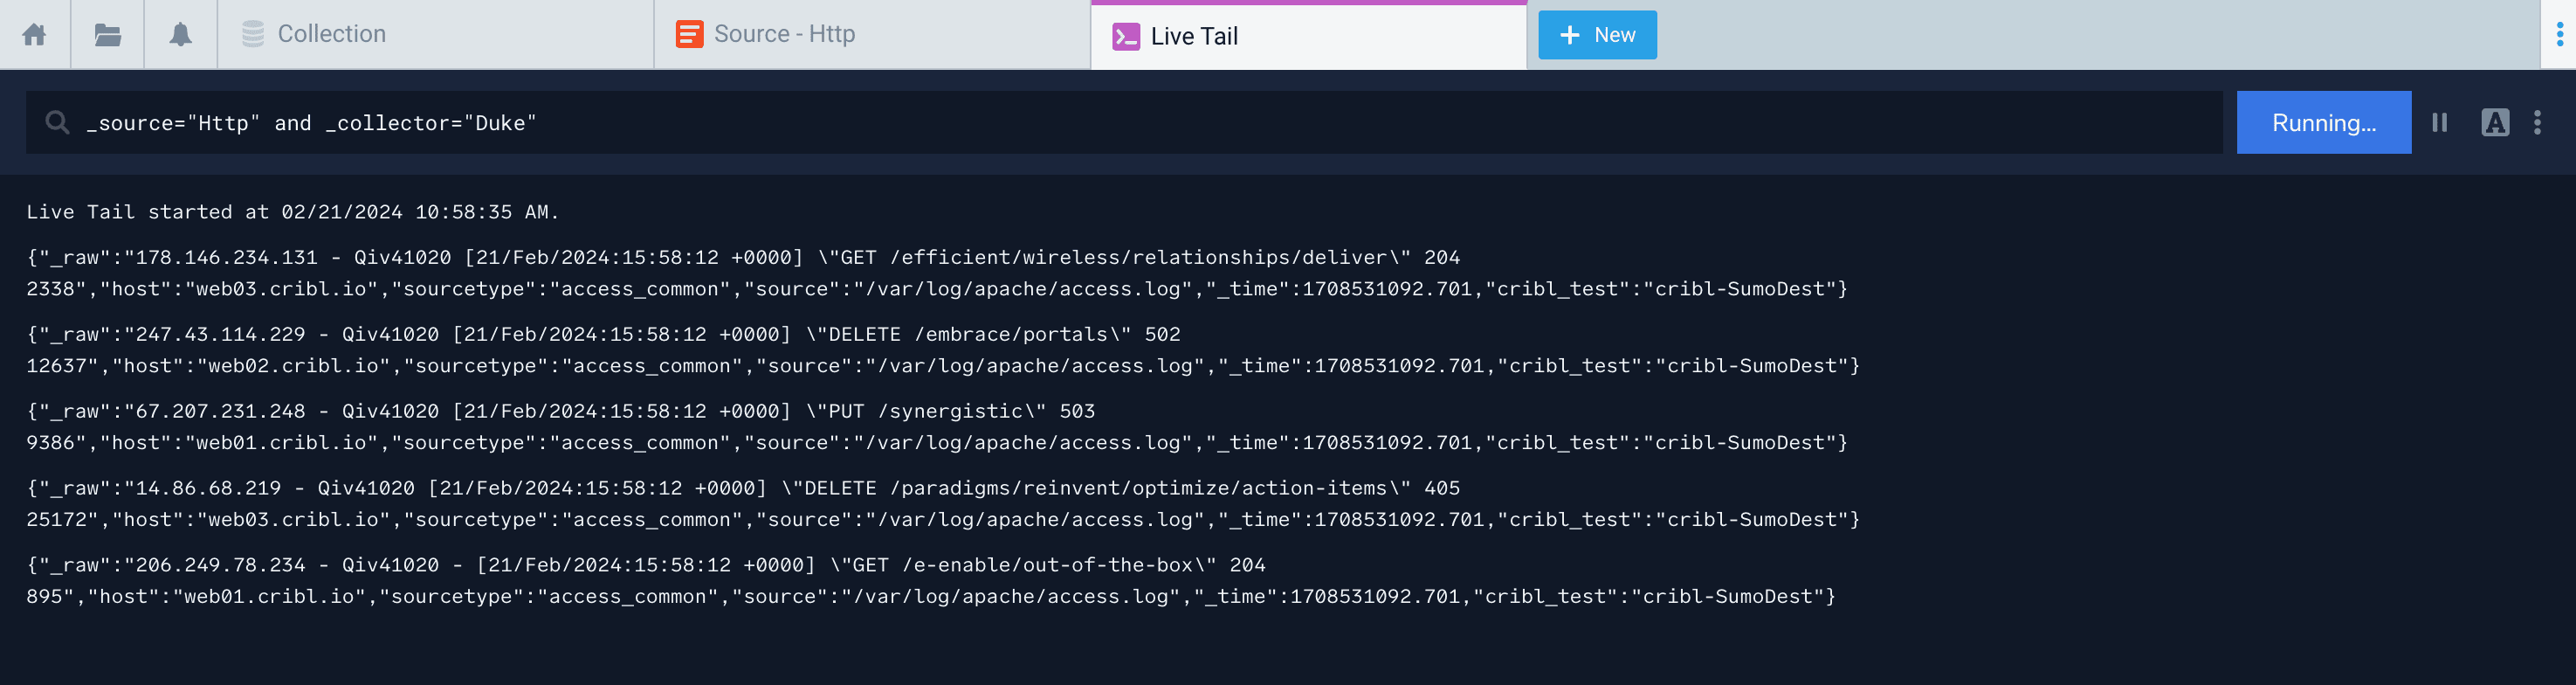 Collection
Source - Http
Live Tail
New
_source="Http" and _collector="Duke"
Running...
A
Live Tail started at 02/21/2024 10:58:35 AM.
{"_raw":"178.146.234.131 - Qiv41020 [21/Feb/2024:15:58:12 +0000] \"GET /efficient/wireless/relationships/deliver\" 204
2338","host":"web03.cribl.io","sourcetype":"access_common","source":"/var/log/apache/access.log","_time":1708531092.701,"cribl_test":"cribl-SumoDest"}
{"_raw":"247.43.114.229 - Qiv41020 [21/Feb/2024:15:58:12 +0000] \"DELETE /embrace/portals\" 502
12637","host":"web02.cribl.io","sourcetype":"access_common","source":"/var/log/apache/access.log","_time":1708531092.701,"cribl_test":"cribl-SumoDest"}
{"_raw":"67.207.231.248 - Qiv41020 [21/Feb/2024:15:58:12 +0000] \"PUT /synergistic\" 503
9386","host":"web01.cribl.io","sourcetype":"access_common","source":"/var/log/apache/access.log","_time":1708531092.701,"cribl_test":"cribl-SumoDest"}
{"_raw":"14.86.68.219 - Qiv41020 [21/Feb/2024:15:58:12 +0000] \"DELETE /paradigms/reinvent/optimize/action-items\" 405
25172","host":"web03.cribl.io","sourcetype":"access_common","source":"/var/log/apache/access.log","_time":1708531092.701,"cribl_test":"cribl-SumoDest"}
{"_raw":"206.249.78.234 - Qiv41020 - [21/Feb/2024:15:58:12 +0000] \"GET /e-enable/out-of-the-box\" 204
895","host":"web01.cribl.io","sourcetype":"access_common","source":"/var/log/apache/access.log","_time":1708531092.701,"cribl_test":"cribl-SumoDest"}